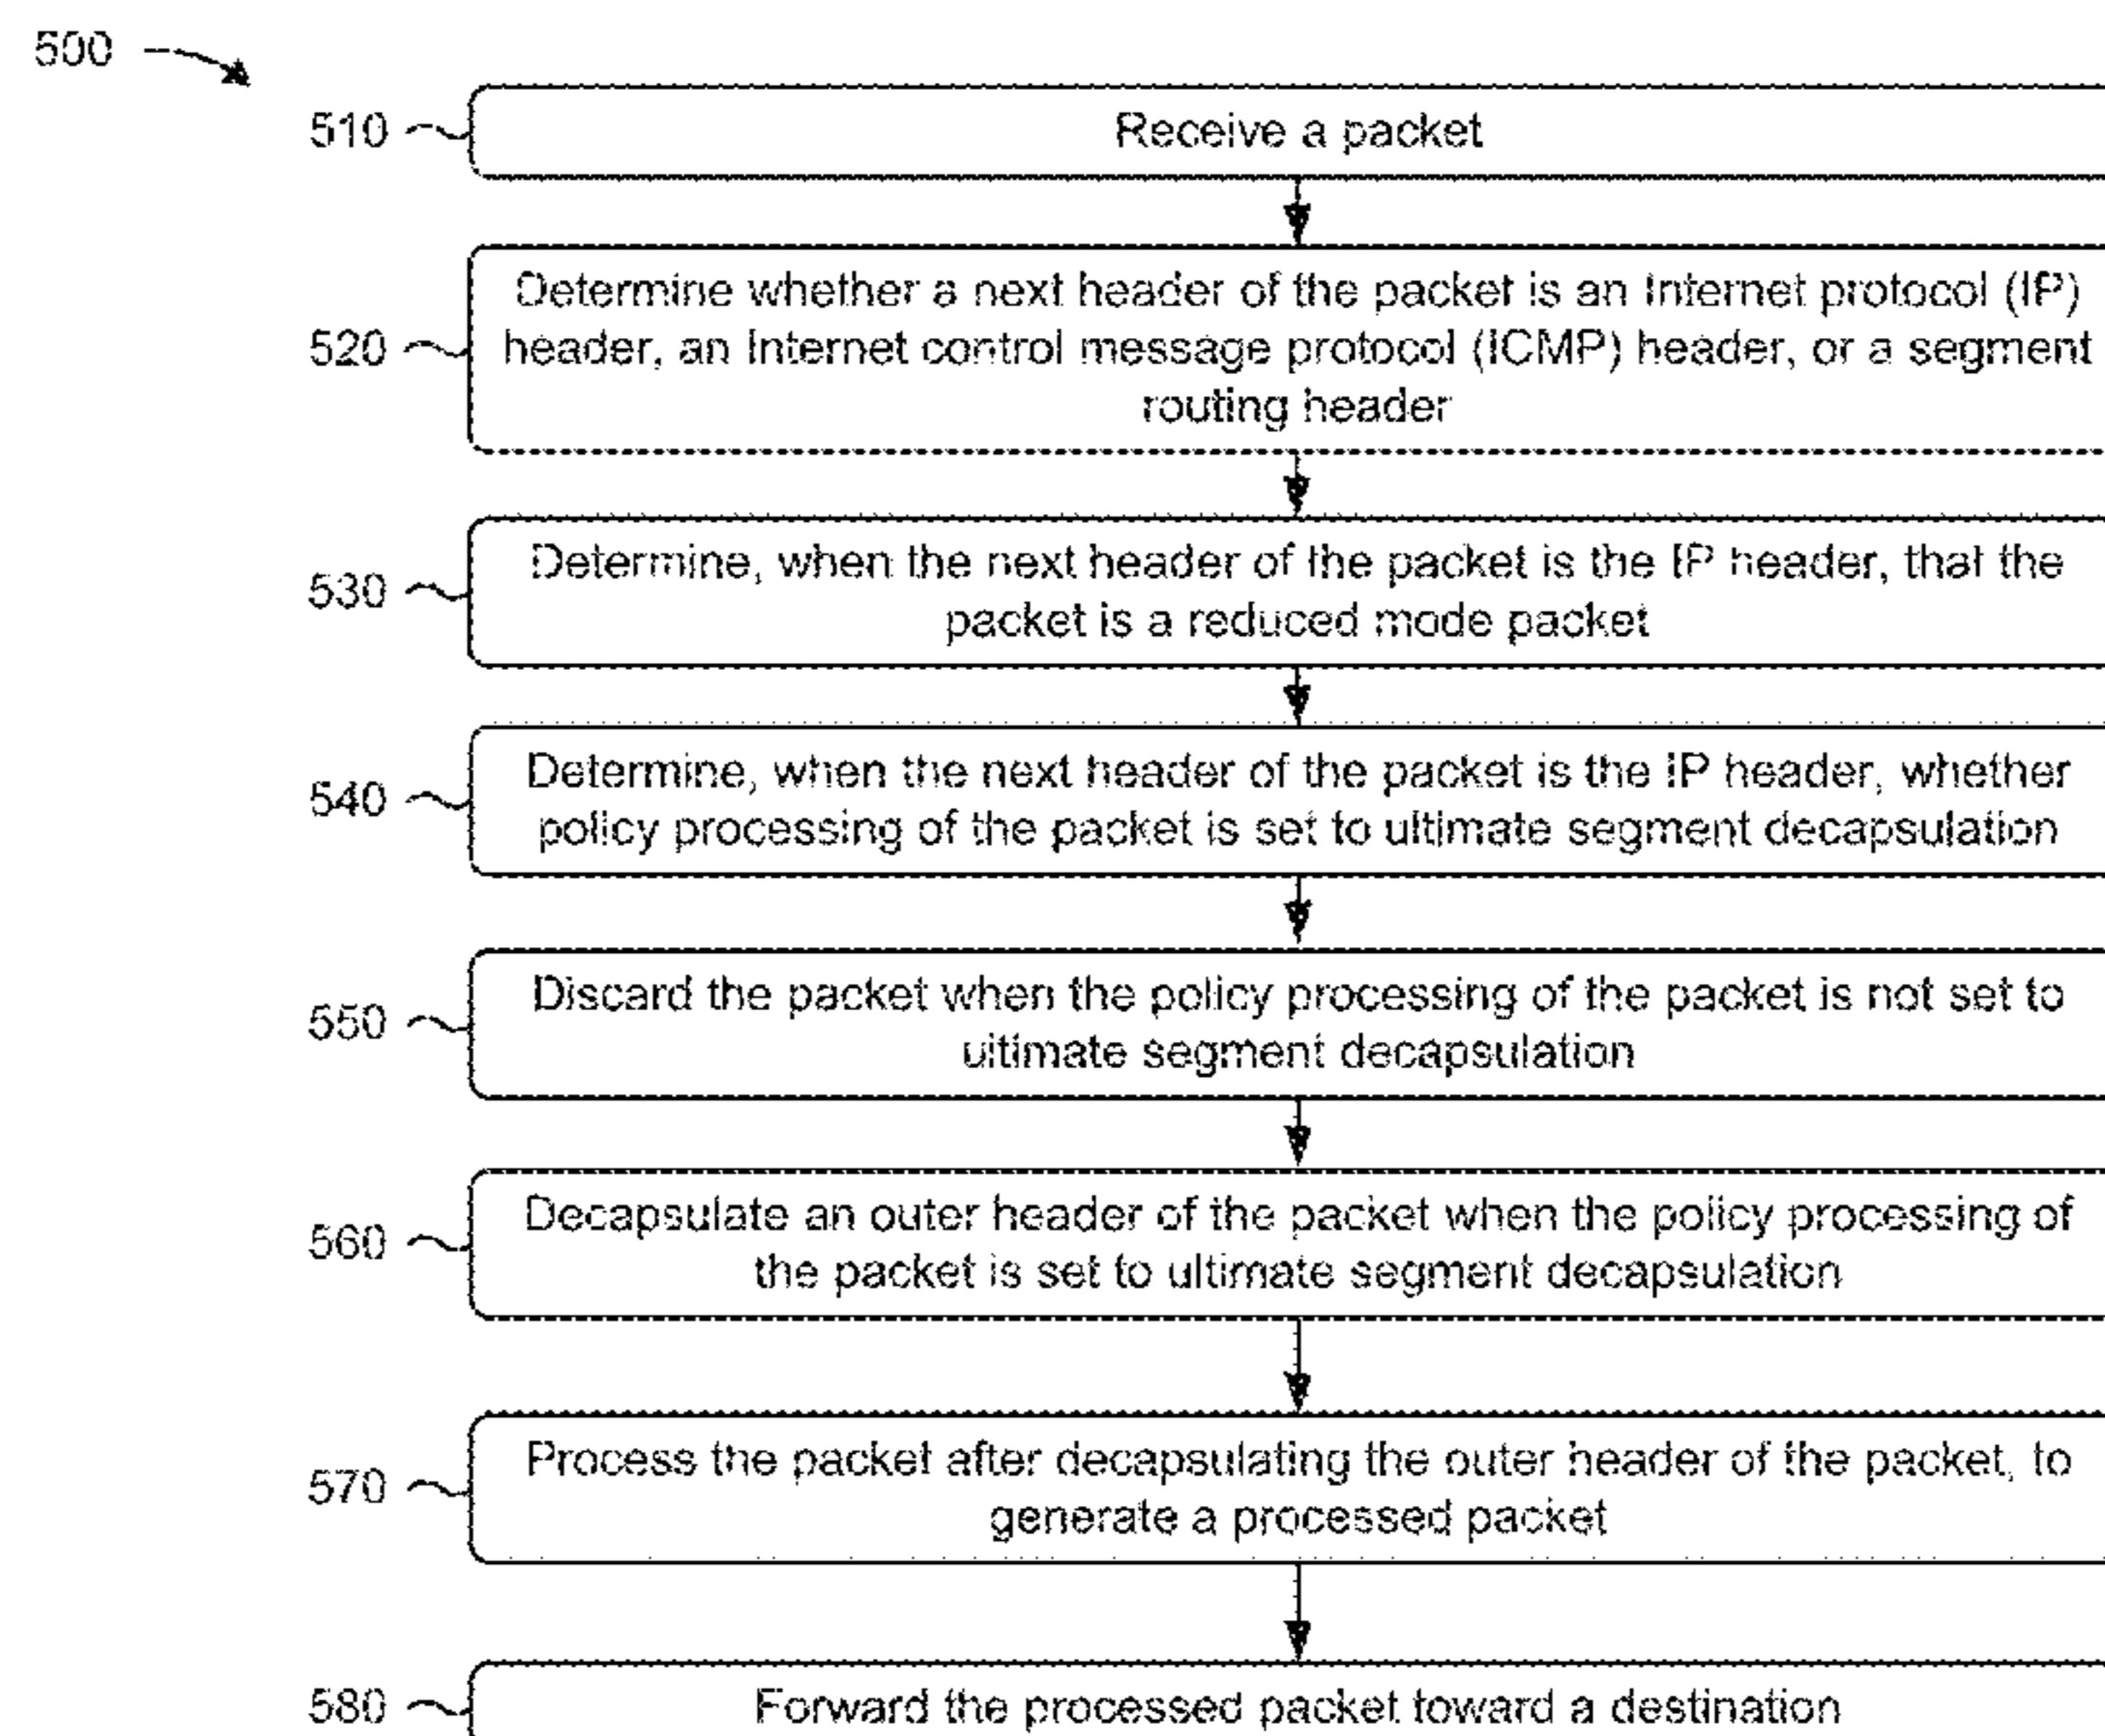 500
510
Receive a packet
520
Determine whether a next header of the packet is an Internet protocol (IP)
header, an Internet control message protocol (ICMP) header, or a segment
routing header
530
Determine, when the next header of the packet is the IP header, that the
packet is a reduced mode packet
540
Determine, when the next header of the packet is the IP header, whether
policy processing of the packet is set to ultimate segment decapsulation
550
Discard the packet when the policy processing of the packet is not set to
ultimate segment decapsulation
560
Decapsulate an outer header of the packet when the policy processing of
the packet is set to ultimate segment decapsulation
570
Process the packet after decapsulating the outer header of the packet, to
generate a processed packet
580
Forward the processed packet toward a destination